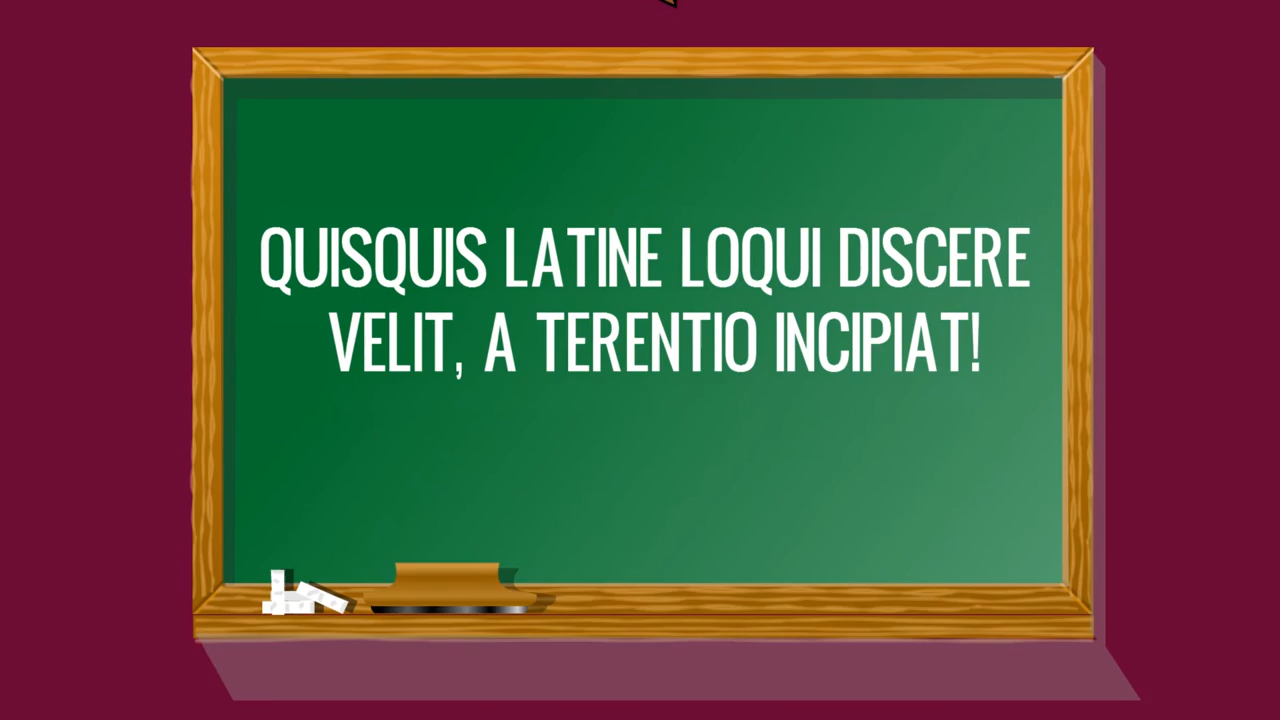 QUISQUIS LATINE LOQUI DISCERE
VELIT, A TERENTIO INCIPIAT!